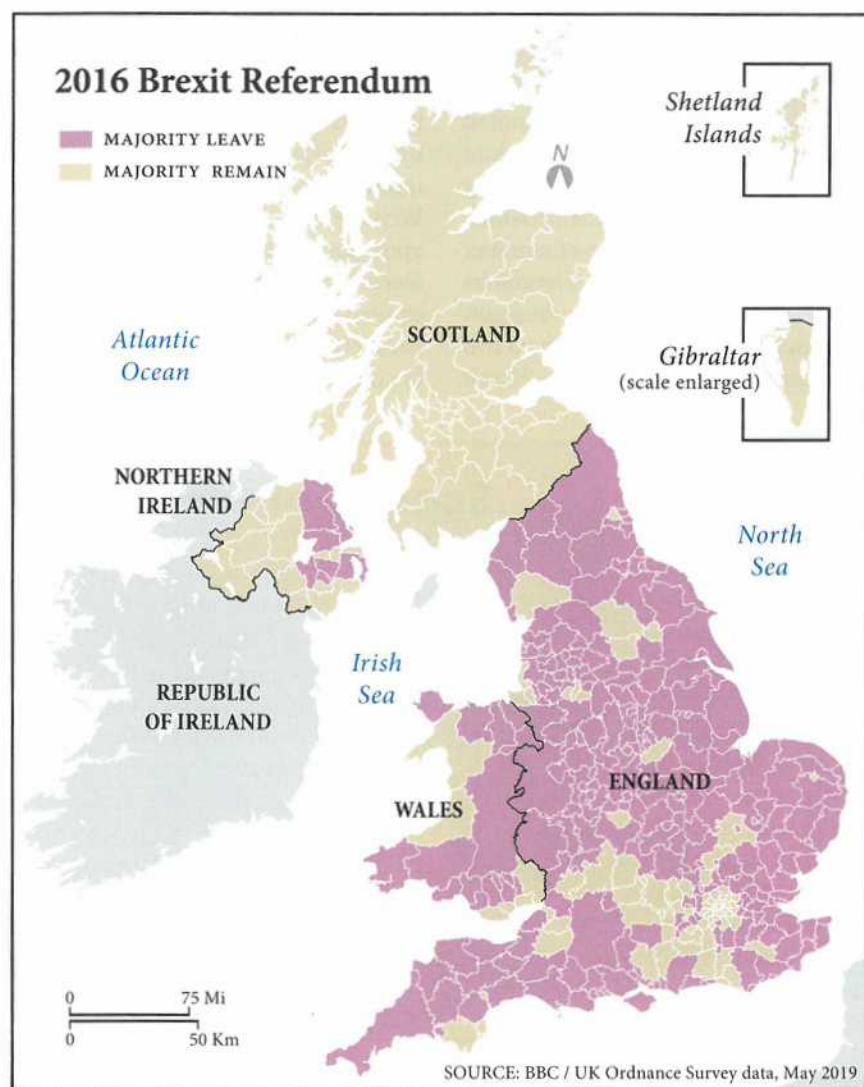 2016 Brexit Referendum
MAJORITY LEAVE
MAJORITY REMAIN
N
Shetland
Islands
Gibraltar
(scale enlarged)
Atlantic
Ocean
SCOTLAND
NORTHERN
IRELAND
North
Sea
Irish
Sea
REPUBLIC
OF IRELAND
WALES
ENGLAND
0 75 Mi
0 50 Km
SOURCE: BBC / UK Ordnance Survey data, May 2019